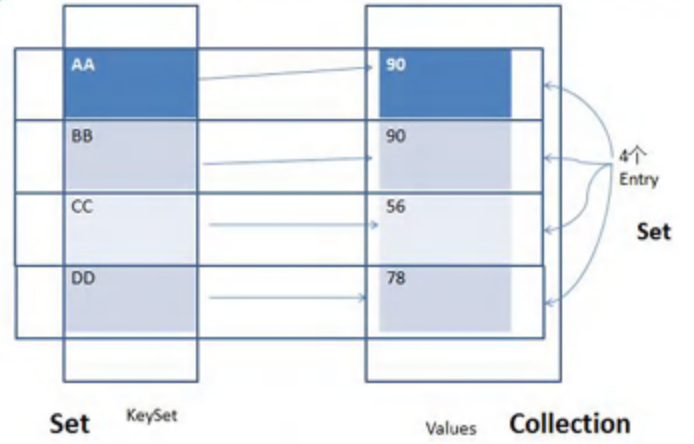 AA 90
BB 90
CC 56
DD 78
4个
Entry
Set
Set KeySet Values Collection